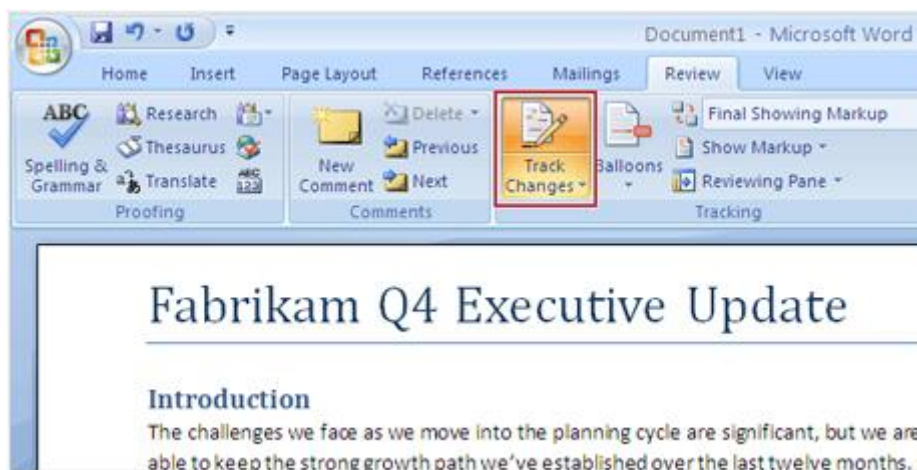 Document1 - Microsoft Word
Home Insert Page Layout References Mailings Review View
ABC
Spelling &
Grammar
Research
Thesaurus
Translate
ABC
123
Proofing
New
Comment
Delete
Previous
Next
Comments
Track
Changes
Balloons
Final Showing Markup
Show Markup
Reviewing Pane
Tracking
Fabrikam Q4 Executive Update
Introduction
The challenges we face as we move into the planning cycle are significant, but we are
able to keep the strong growth path we've established over the last twelve months.